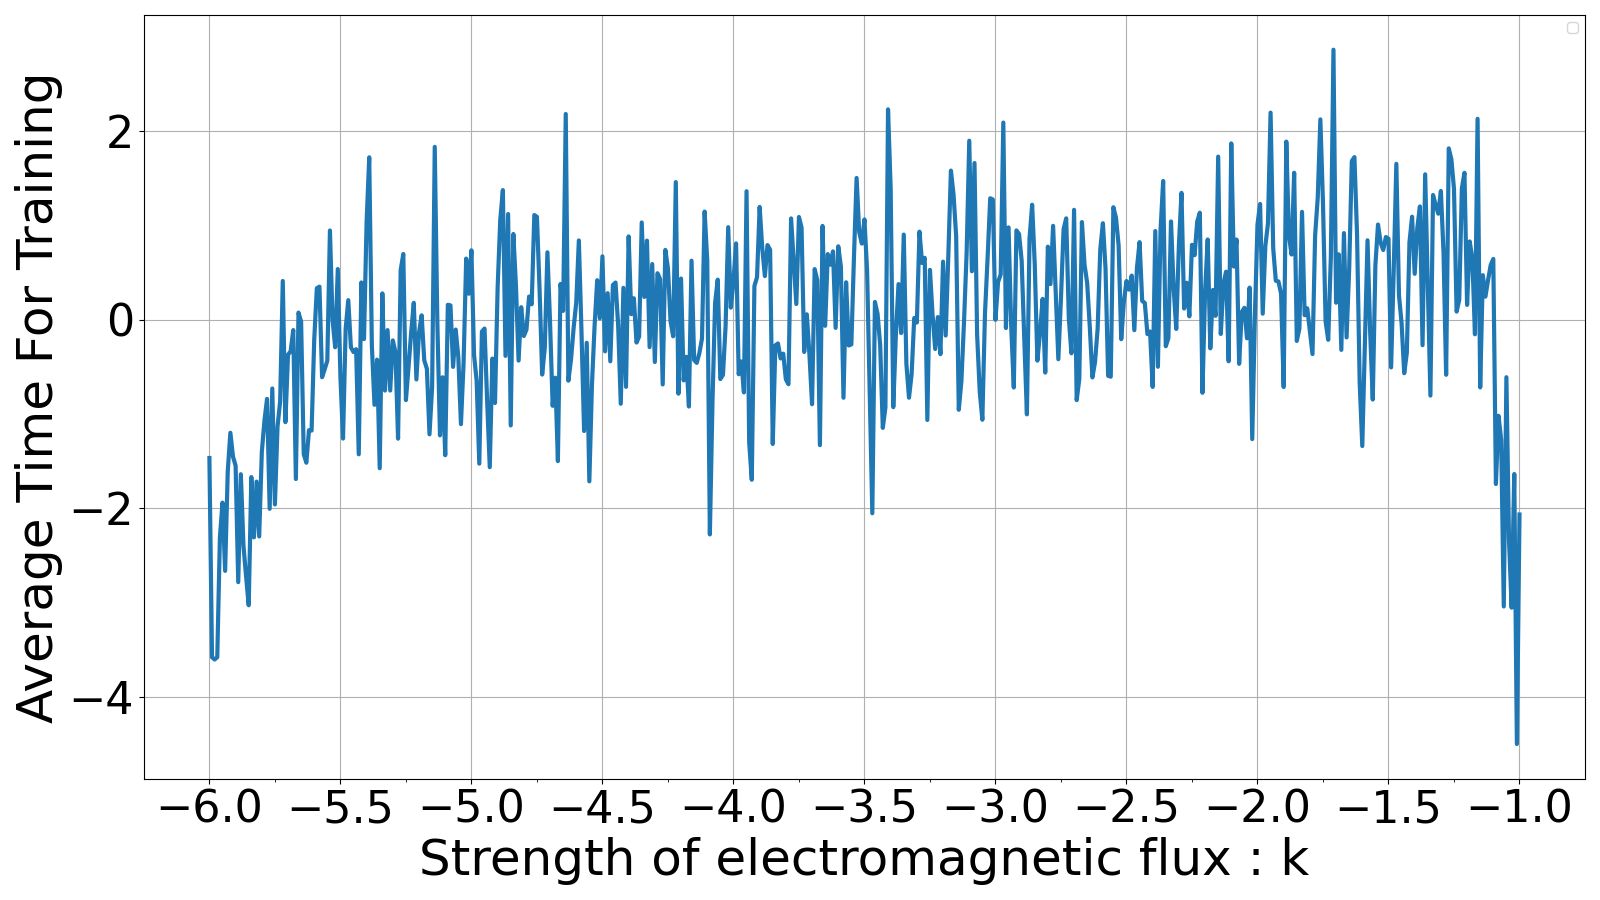 Average Time For Training
2
0
−2
−4
−6.0 −5.5 −5.0 −4.5 −4.0 −3.5 −3.0 −2.5 −2.0 −1.5 −1.0
Strength of electromagnetic flux : k